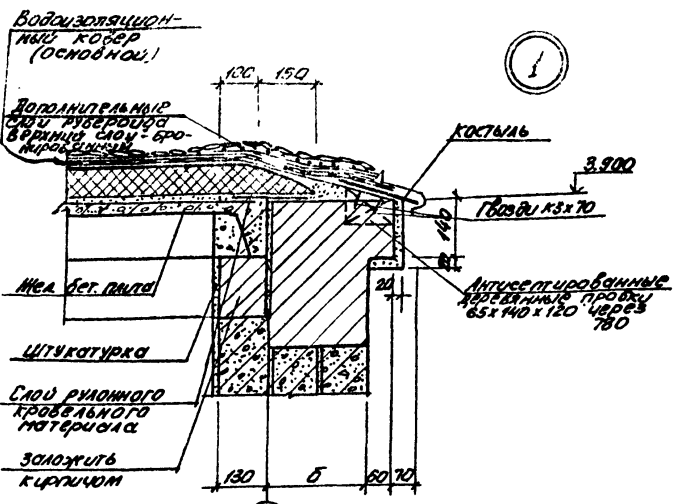 Водоизоляцион-
ный ковер
(основной)
Дополнительные
слои рубероида
верхний слой-бро-
нированный
100 150
1
костыль
3.900
Гвозди К3х70
140
20
Антисептированные
деревянные пробки
65х140х120 через
780
Жел. бет. плита
Штукатурка
Слой рулонного
кровельного
материала
Заложить
кирпичом
130 б 60 70